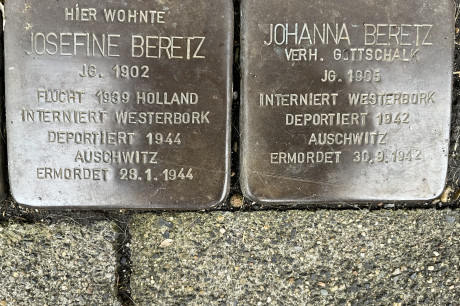 HIER WOHNTE
JOSEFINE BERETZ
JG. 1902
FLUCHT 1939 HOLLAND
INTERNIERT WESTERBORK
DEPORTIERT 1944
AUSCHWITZ
ERMORDET 28.1.1944
JOHANNA BERETZ
VERH. GOTTSCHALK
JG. 1905
INTERNIERT WESTERBORK
DEPORTIERT 1942
AUSCHWITZ
ERMORDET 30.9.1942